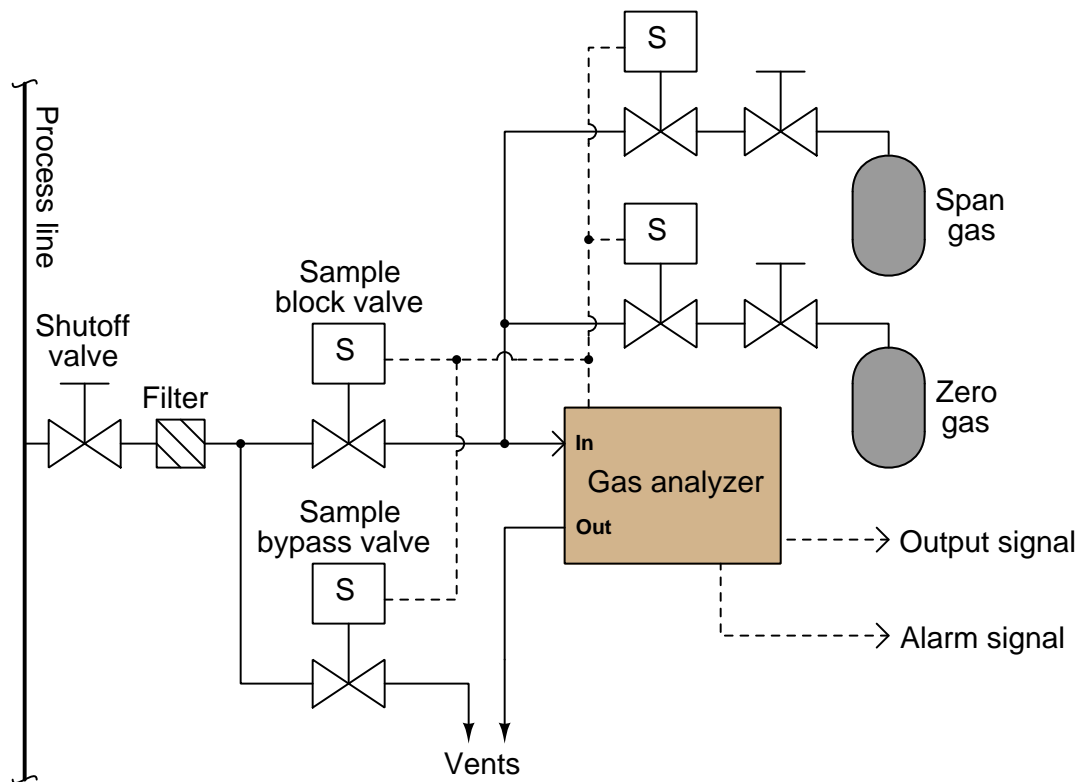 S
Process line
Span
gas
S
Sample
block valve
S
Shutoff
valve
Filter
Zero
gas
In
Gas analyzer
Sample
bypass valve
Out
Output signal
S
Alarm signal
Vents